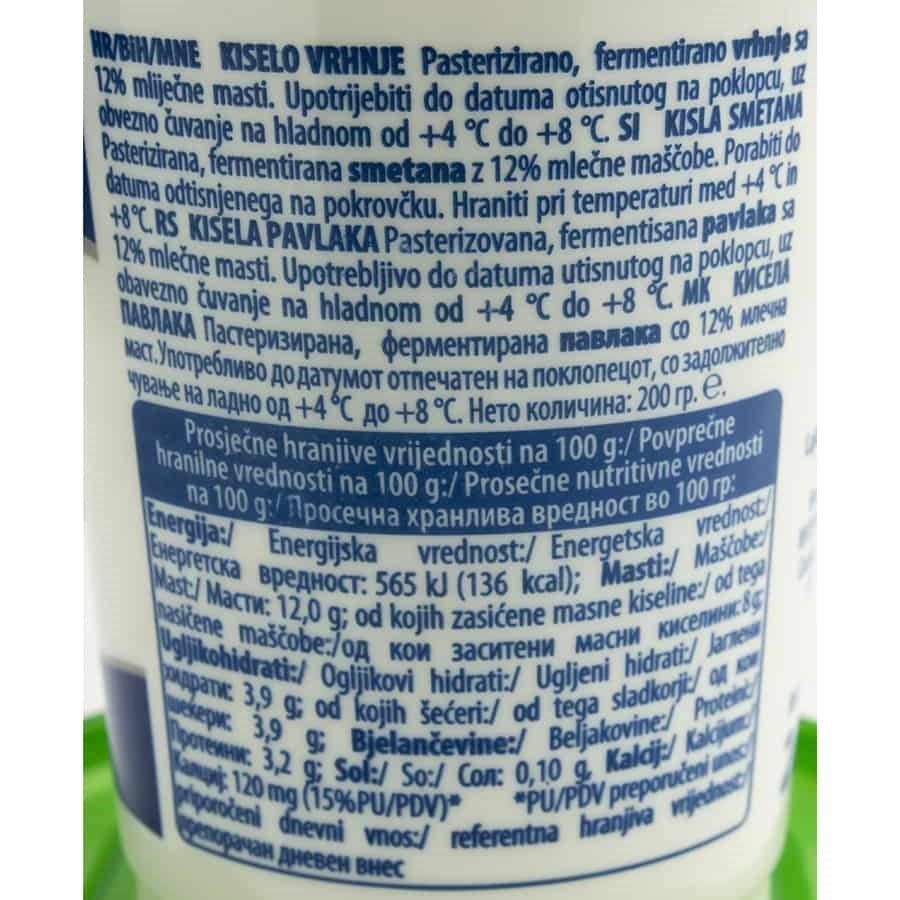 HR/BiH/MNE KISELO VRHNJE Pasterizirano, fermentirano vrhnje sa
12% mliječne masti. Upotrijebiti do datuma otisnutog na poklopcu, uz
obvezno čuvanje na hladnom od +4 °C do +8 °C. SI KISLA SMETANA
Pasterizirana, fermentirana smetana z 12% mlečne maščobe. Porabiti do
datuma odtisnjenega na pokrovčku. Hraniti pri temperaturi med +4 °C in
+8°C. RS KISELA PAVLAKA Pasterizovana, fermentisana pavlaka sa
12% mlečne masti. Upotrebljivo do datuma utisnutog na poklopcu, uz
obavezno čuvanje na hladnom od +4 °C do +8 °C. МК КИСЕЛА
ПАВЛАКА Пастеризирана, ферментирана павлака со 12% млечна
маст. Употребливо до датумот отпечатен на поклопецот, со задолжително
чување на ладно од +4 °C до +8 °C. Нето количина: 200 гр. ℮.
Prosječne hranjive vrijednosti na 100 g:/ Povprečne
hranilne vrednosti na 100 g:/ Prosečne nutritivne vrednosti
na 100 g:/ Просечна хранлива вредност во 100 гр:
Energija:/ Energijska vrednost:/ Energetska vrednost:/
Енергетска вредност: 565 kJ (136 kcal); Masti:/ Maščobe:/
Mast:/ Масти: 12,0 g; od kojih zasićene masne kiseline:/ od tega
nasičene maščobe:/од кои заситени масни киселини: 8 g;
Ugljikohidrati:/ Ogljikovi hidrati:/ Ugljeni hidrati:/ Јаглени
хидрати: 3,9 g; od kojih šećeri:/ od tega sladkorji:/ од кои
шеќери: 3,9 g; Bjelančevine:/ Beljakovine:/ Proteini:/
Протеини: 3,2 g; Sol:/ So:/ Сол: 0,10 g, Kalcij:/ Kalcijum:/
Калциј: 120 mg (15%PU/PDV)* *PU/PDV preporučeni unos:/
priporočeni dnevni vnos:/ referentna hranjiva vrijednost:/
препорачан дневен внес